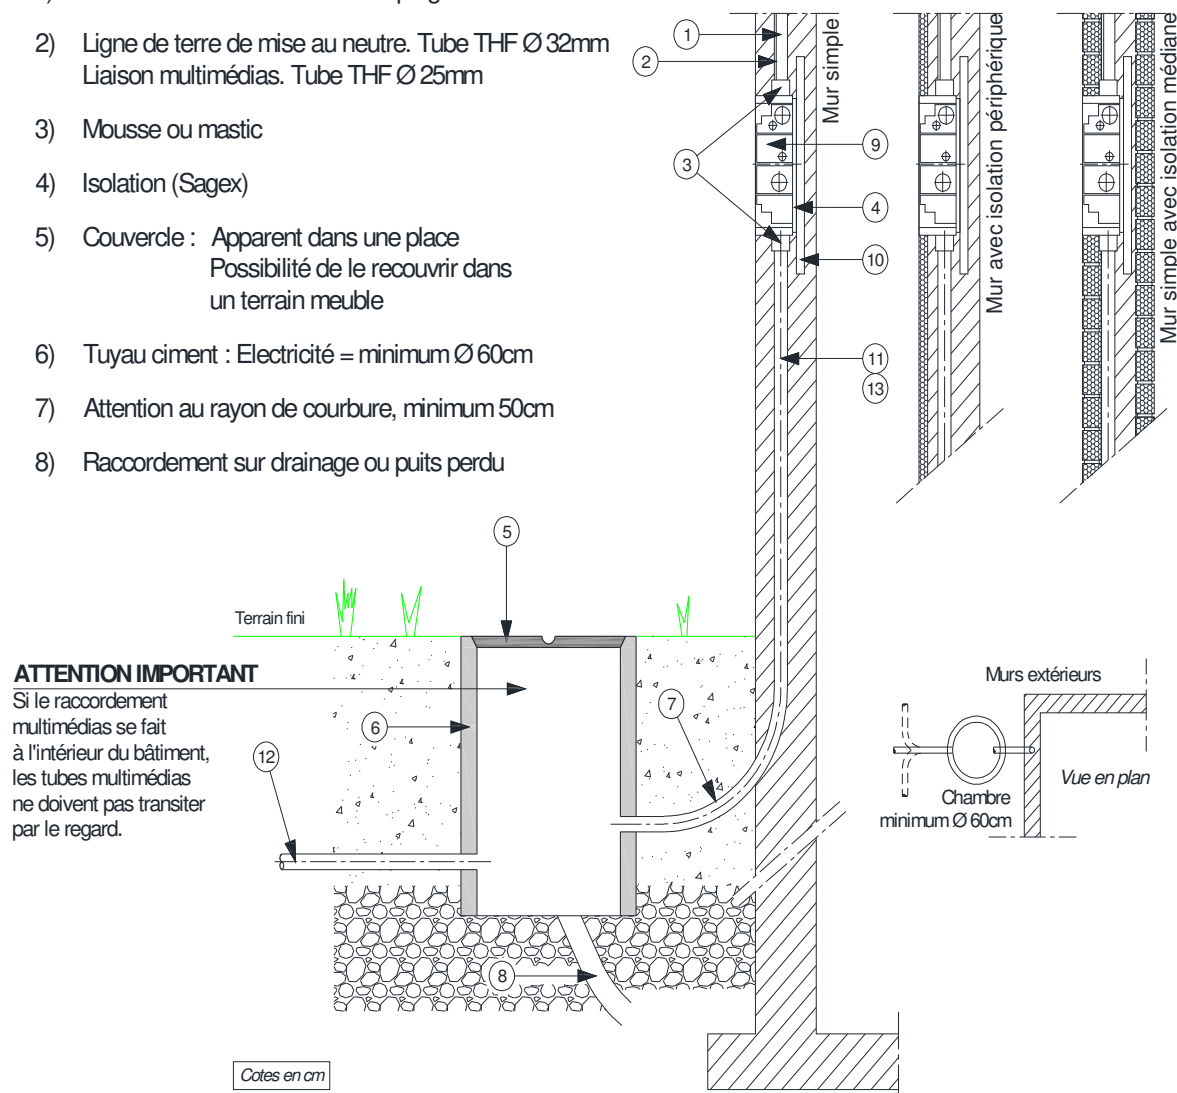 2) Ligne de terre de mise au neutre. Tube THF Ø 32mm
Liaison multimédias. Tube THF Ø 25mm
3) Mousse ou mastic
4) Isolation (Sagex)
5) Couvercle : Apparent dans une place
Possibilité de le recouvrir dans
un terrain meuble
6) Tuyau ciment : Electricité = minimum Ø 60cm
7) Attention au rayon de courbure, minimum 50cm
8) Raccordement sur drainage ou puits perdu
1
2
3
9
4
10
11
13
Mur simple
Mur avec isolation périphérique
Mur simple avec isolation médiane
5
Terrain fini
ATTENTION IMPORTANT
Si le raccordement
multimédias se fait
à l'intérieur du bâtiment,
les tubes multimédias
ne doivent pas transiter
par le regard.
6
7
12
8
Murs extérieurs
Vue en plan
Chambre
minimum Ø 60cm
Cotes en cm